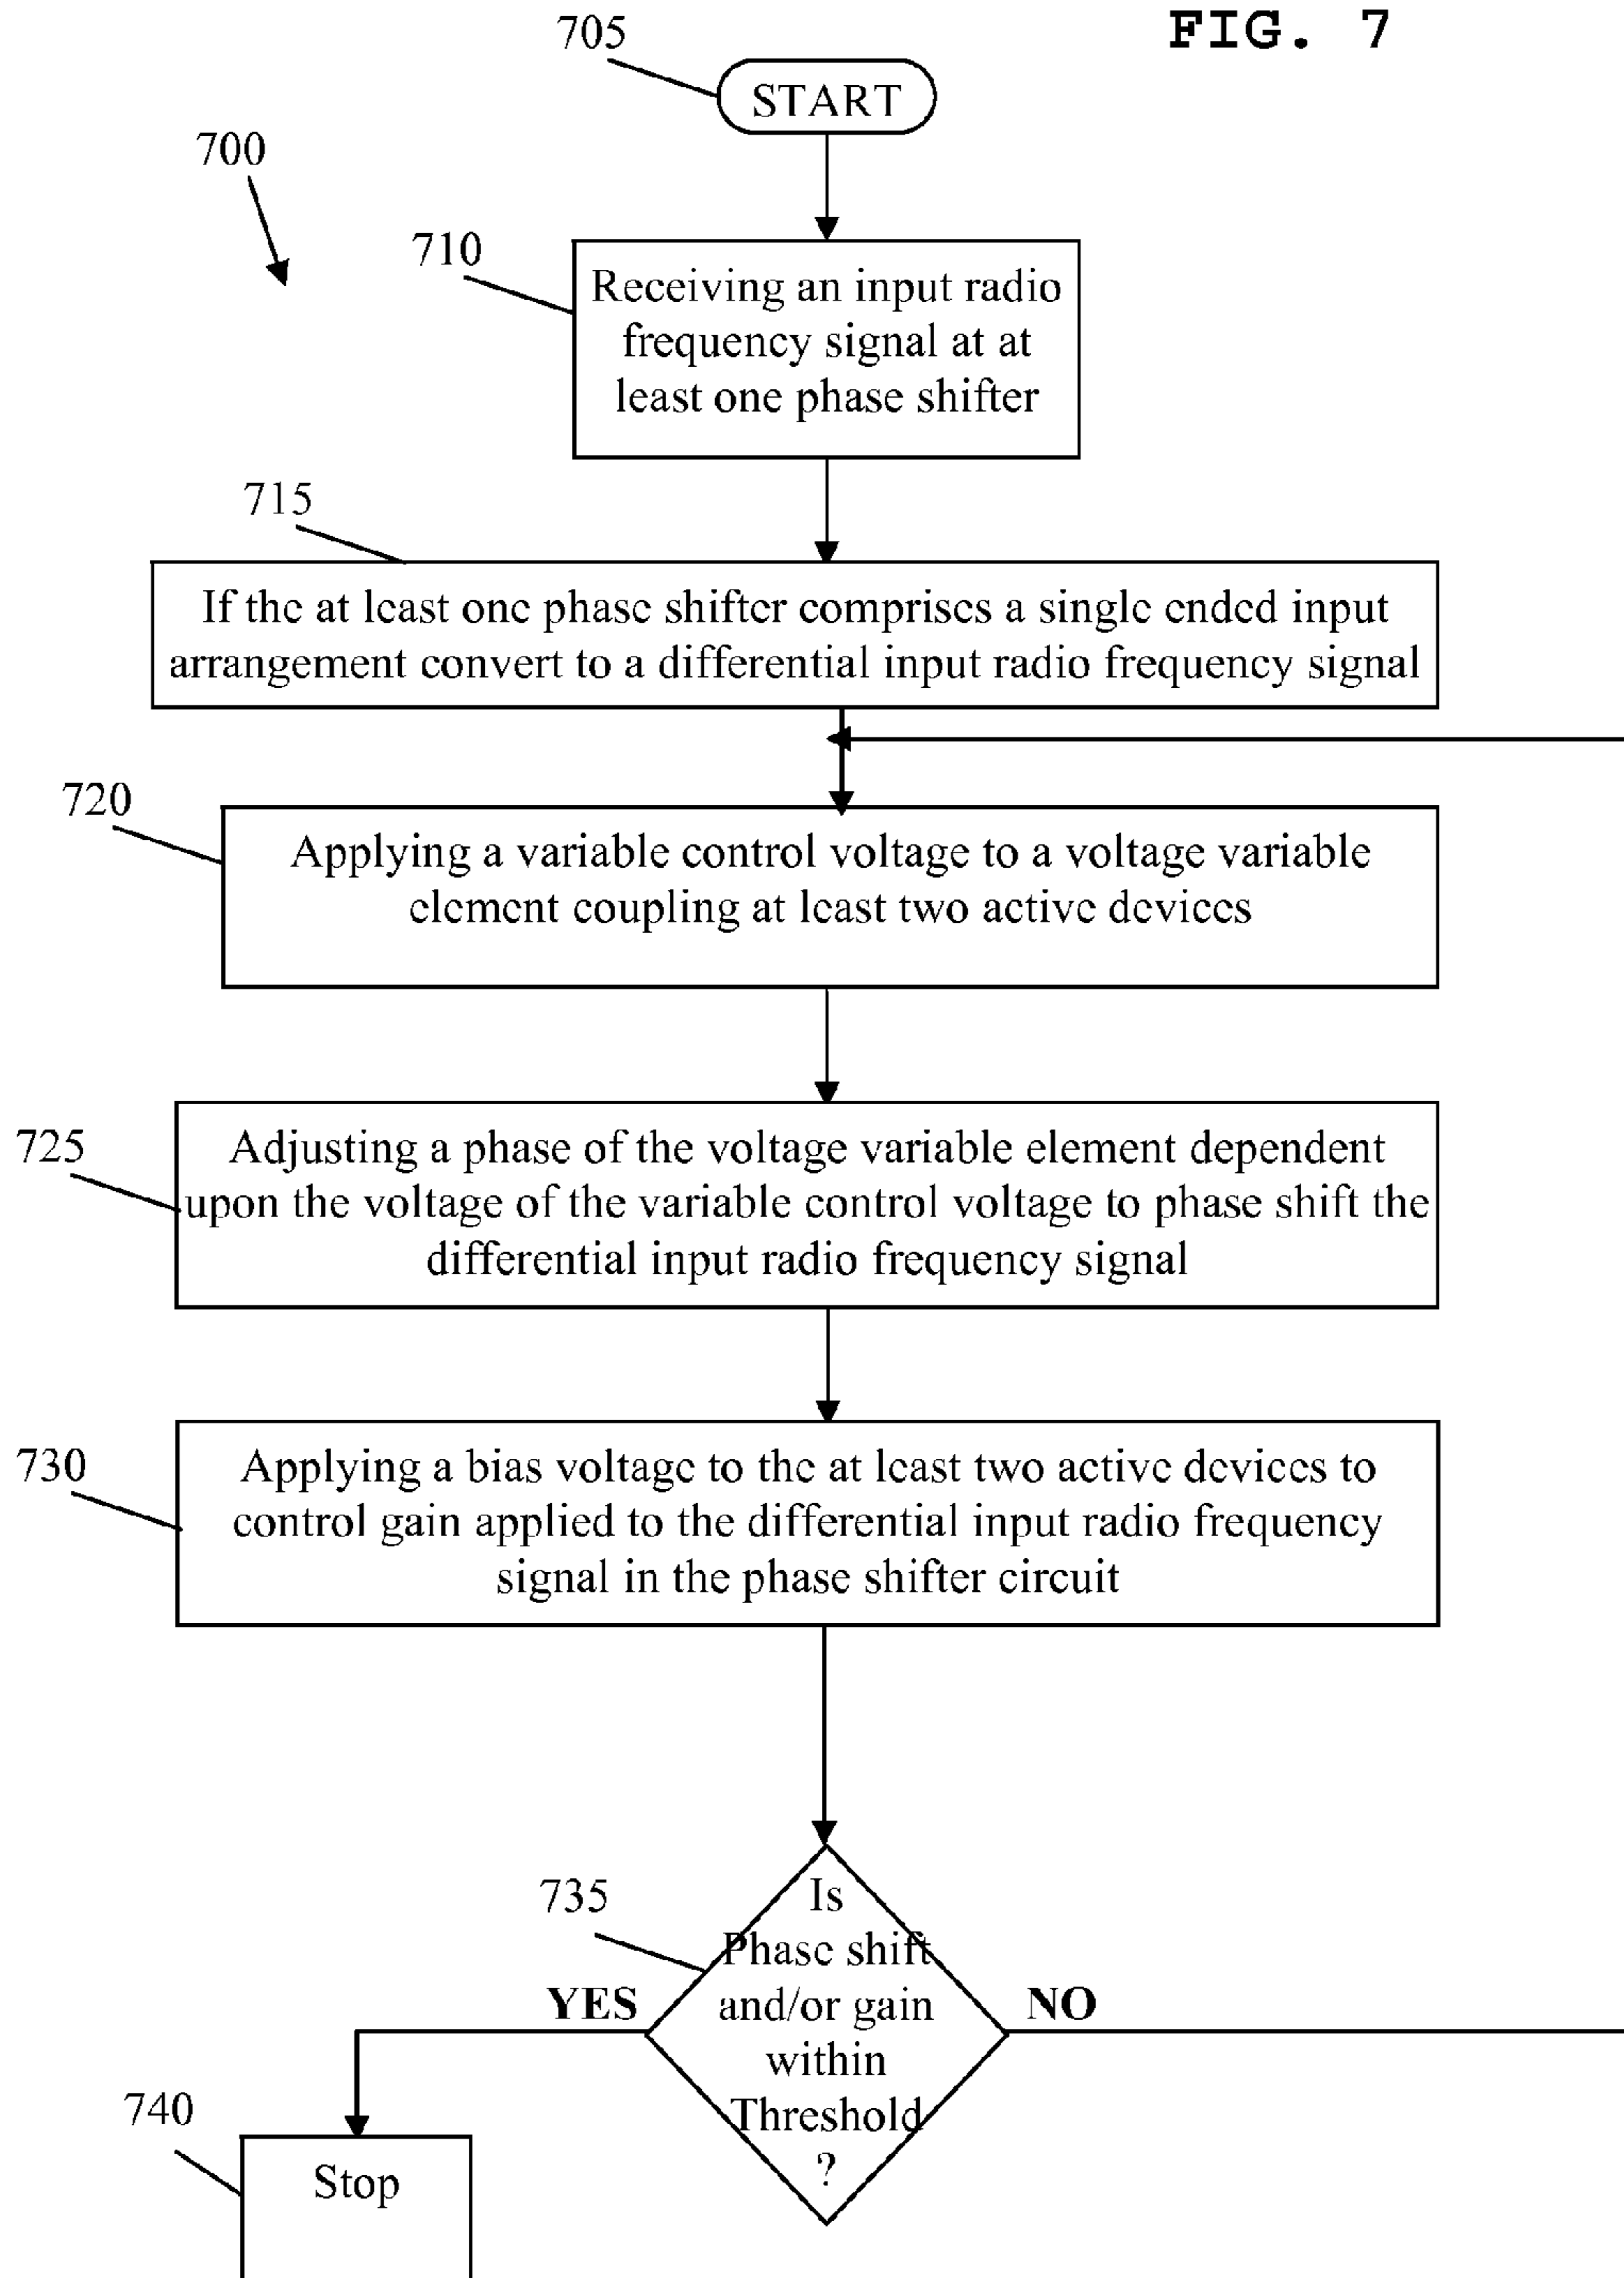 FIG. 7
705
START
700
710
Receiving an input radio
frequency signal at at
least one phase shifter
715
If the at least one phase shifter comprises a single ended input
arrangement convert to a differential input radio frequency signal
720
Applying a variable control voltage to a voltage variable
element coupling at least two active devices
725
Adjusting a phase of the voltage variable element dependent
upon the voltage of the variable control voltage to phase shift the
differential input radio frequency signal
730
Applying a bias voltage to the at least two active devices to
control gain applied to the differential input radio frequency
signal in the phase shifter circuit
735
Is
Phase shift
and/or gain
within
Threshold
?
YES
NO
740
Stop